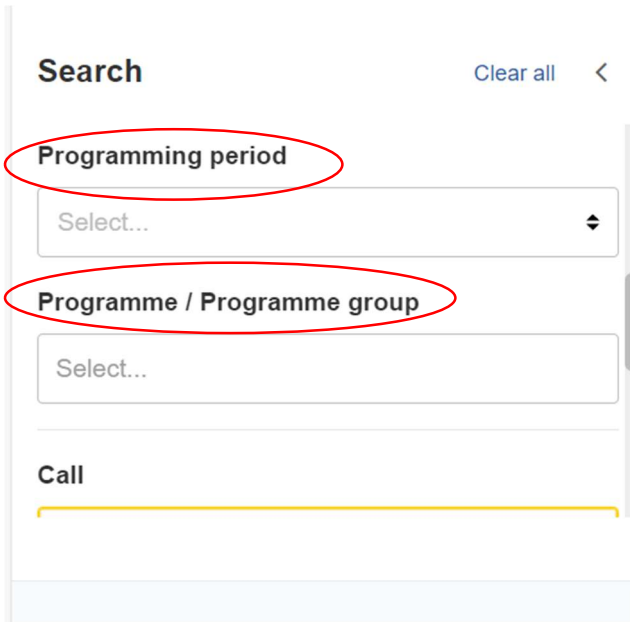 Search Clear all
Programming period
Select...
Programme / Programme group
Select...
Call